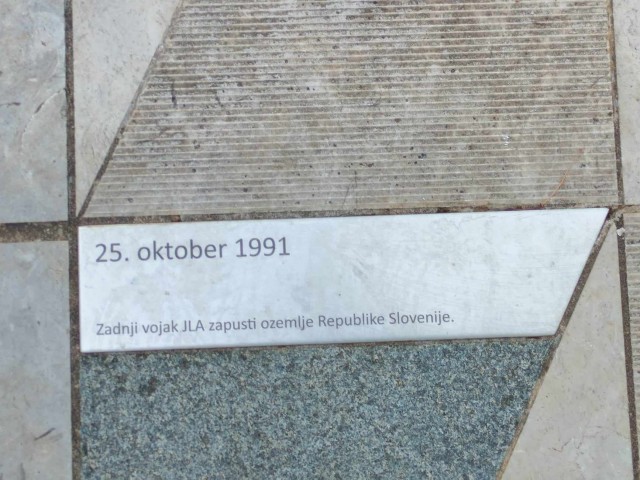 25. oktober 1991
Zadnji vojak JLA zapusti ozemlje Republike Slovenije.